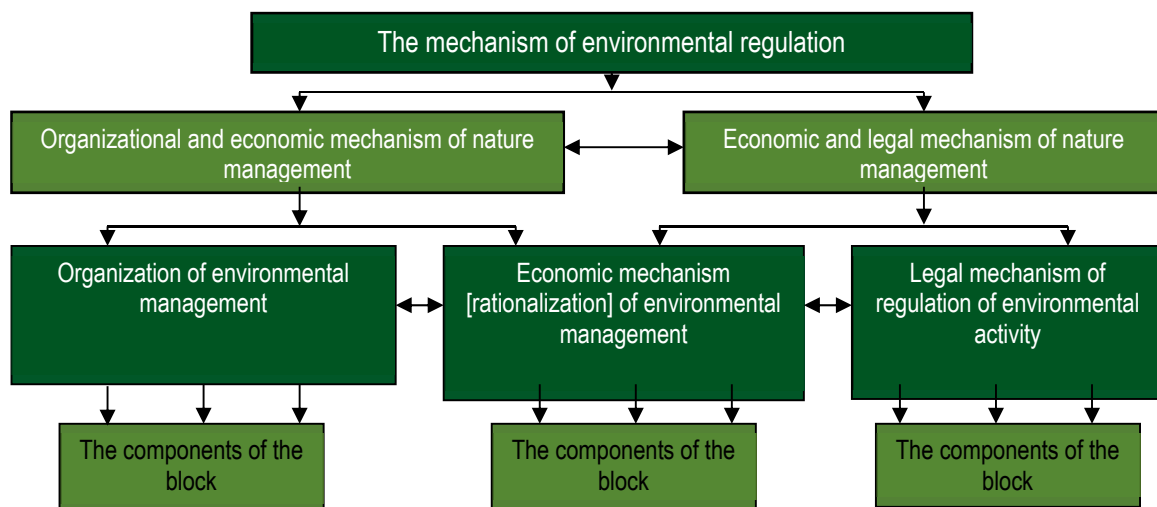 The mechanism of environmental regulation
Organizational and economic mechanism of nature
management
Economic and legal mechanism of nature
management
Organization of environmental
management
Economic mechanism
[rationalization] of environmental
management
Legal mechanism of
regulation of environmental
activity
The components of the
block
The components of the
block
The components of the
block